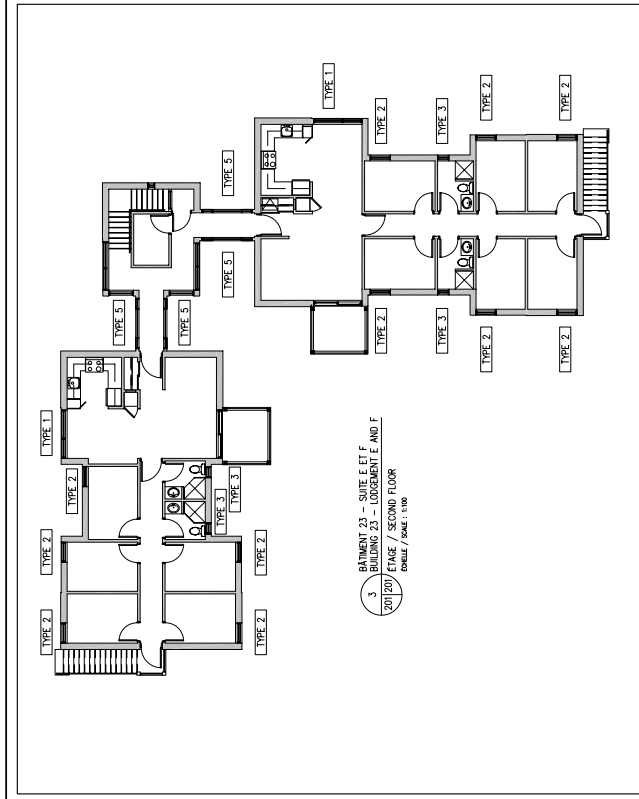 TYPE 2
TYPE 2
TYPE 1
TYPE 2
TYPE 5
TYPE 5
TYPE 3
TYPE 3
TYPE 5
TYPE 5
TYPE 2
TYPE 2
TYPE 1
TYPE 2
TYPE 2
TYPE 3
TYPE 3
TYPE 2
TYPE 2
TYPE 2
TYPE 2
3
201 201
BÂTIMENT 23 - SUITE E ET F
BUILDING 23 - LODGEMENT E AND F
ÉTAGE / SECOND FLOOR
ÉCHELLE / SCALE : 1:100